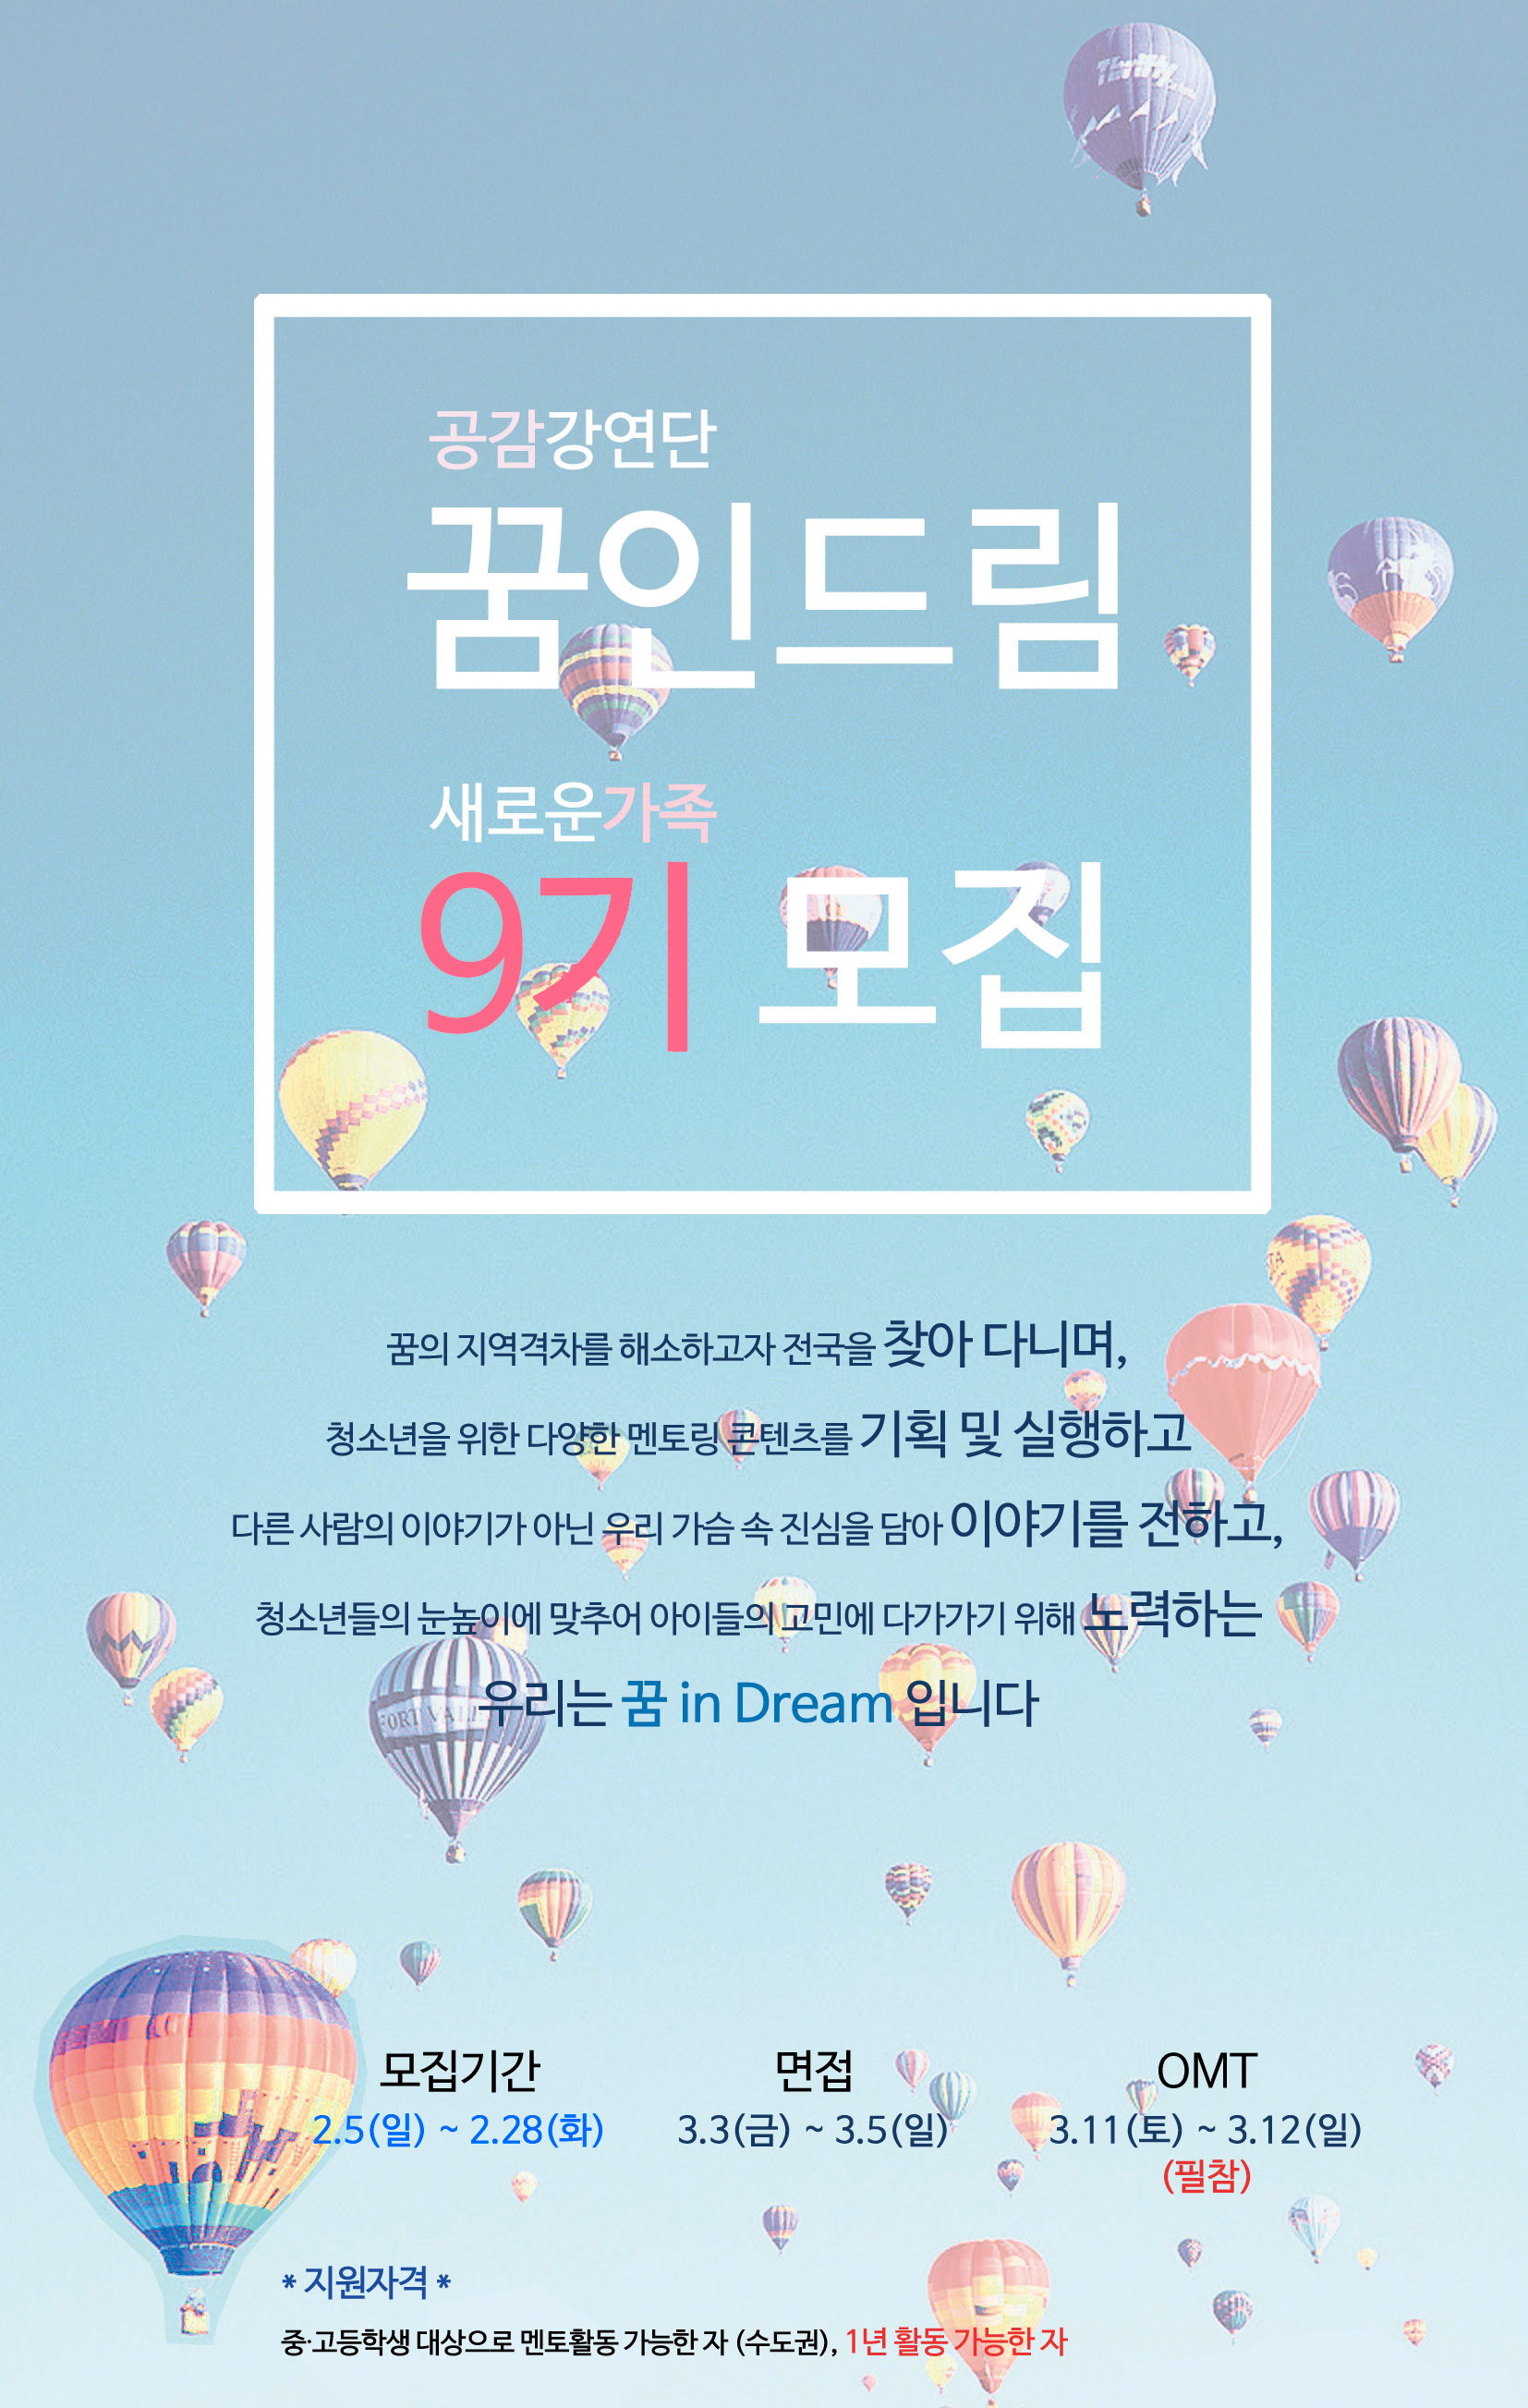 공감강연단
꿈인드림
새로운가족
9기 모집
꿈의 지역격차를 해소하고자 전국을 찾아 다니며,
청소년을 위한 다양한 멘토링 콘텐츠를 기획 및 실행하고
다른 사람의 이야기가 아닌 우리 가슴 속 진심을 담아 이야기를 전하고,
청소년들의 눈높이에 맞추어 아이들의 고민에 다가가기 위해 노력하는
우리는 꿈 in Dream 입니다
모집기간 면접 OMT
2.5(일) ~ 2.28(화) 3.3(금) ~ 3.5(일) 3.11(토) ~ 3.12(일)
(필참)
* 지원자격 *
중·고등학생 대상으로 멘토활동 가능한 자 (수도권), 1년 활동 가능한 자